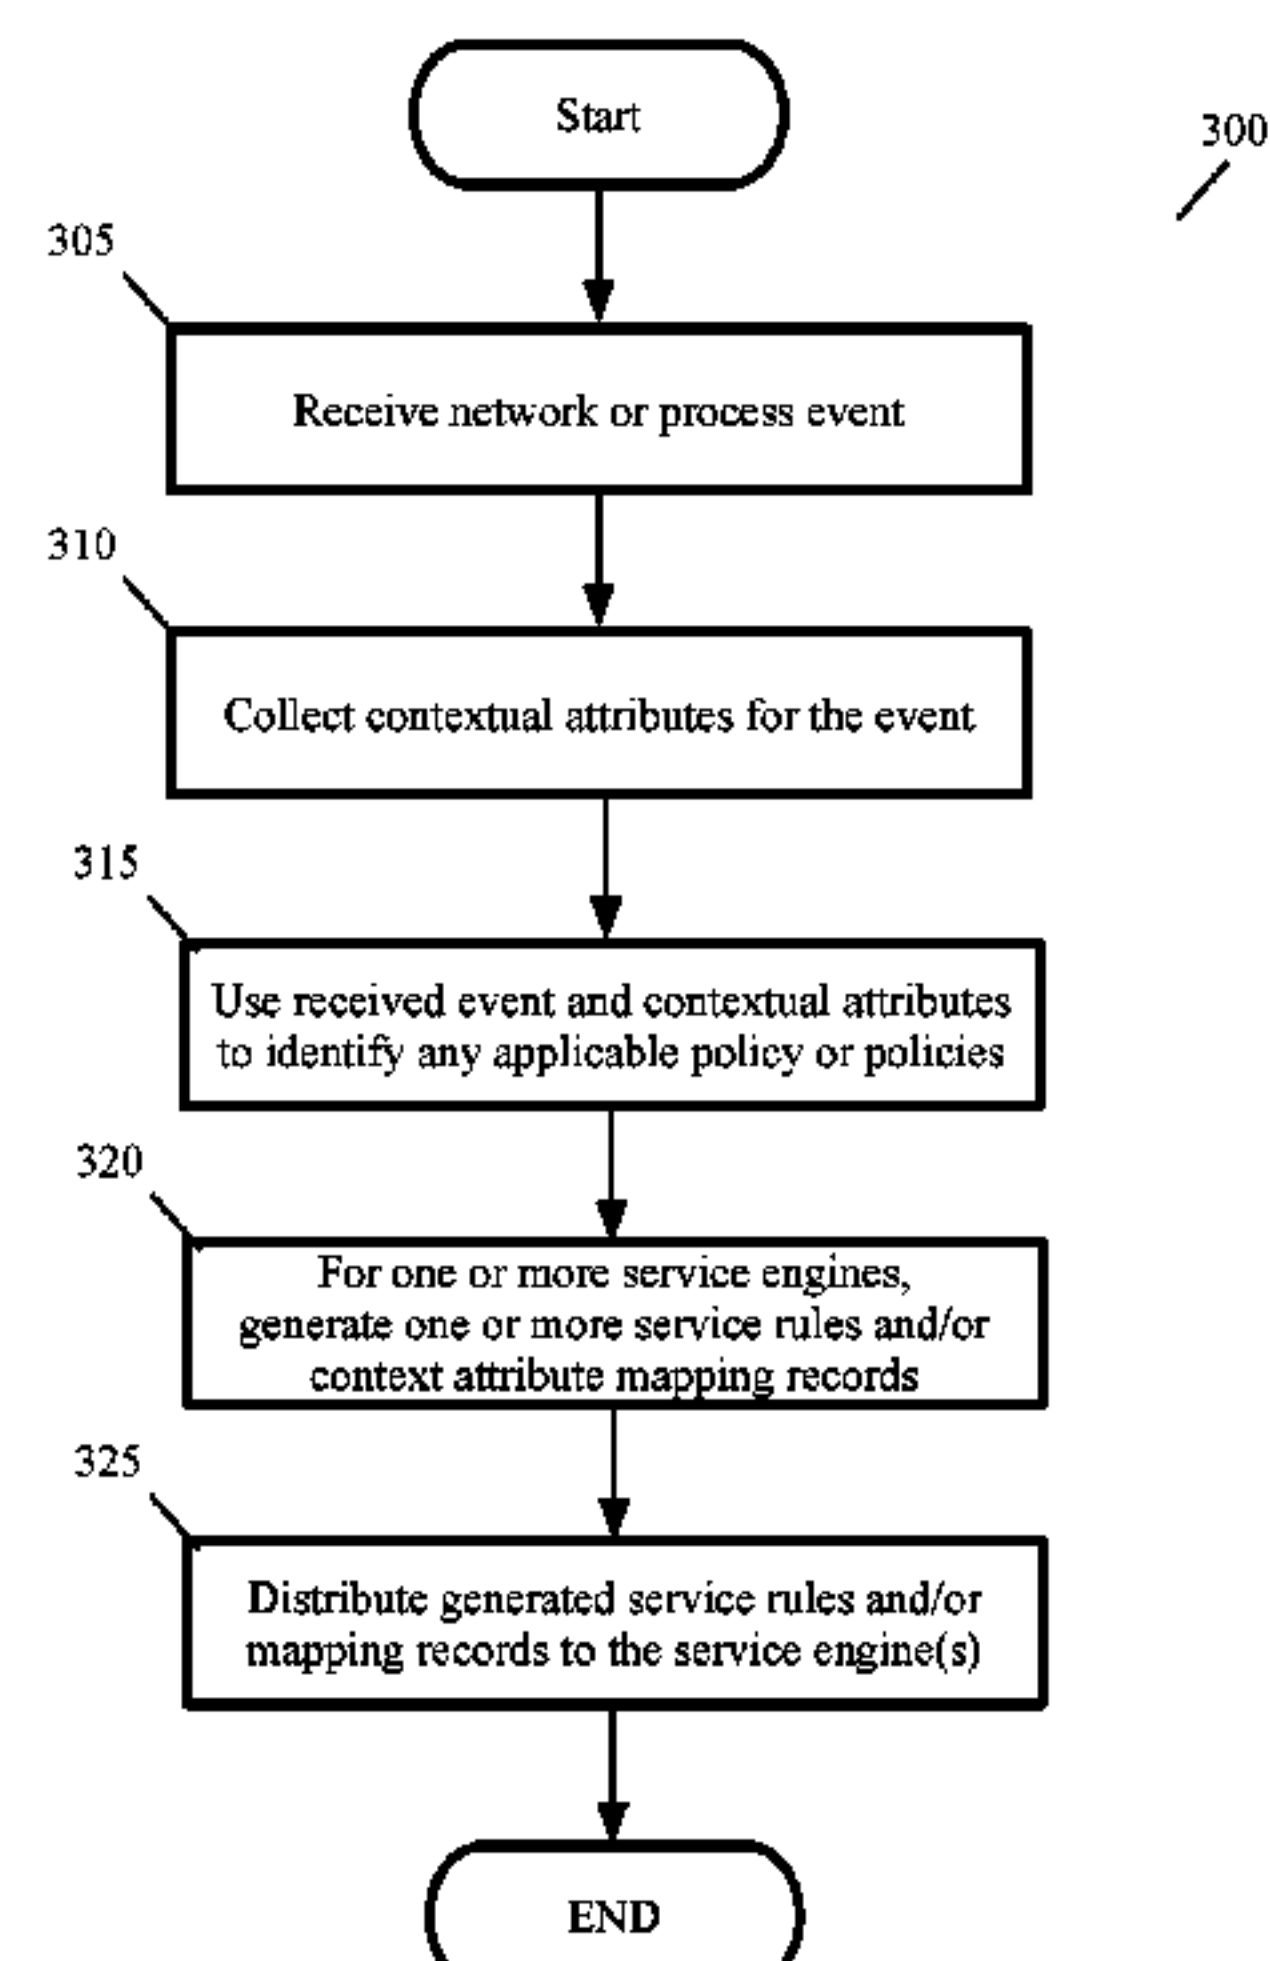 Start
300
305
Receive network or process event
310
Collect contextual attributes for the event
315
Use received event and contextual attributes
to identify any applicable policy or policies
320
For one or more service engines,
generate one or more service rules and/or
context attribute mapping records
325
Distribute generated service rules and/or
mapping records to the service engine(s)
END